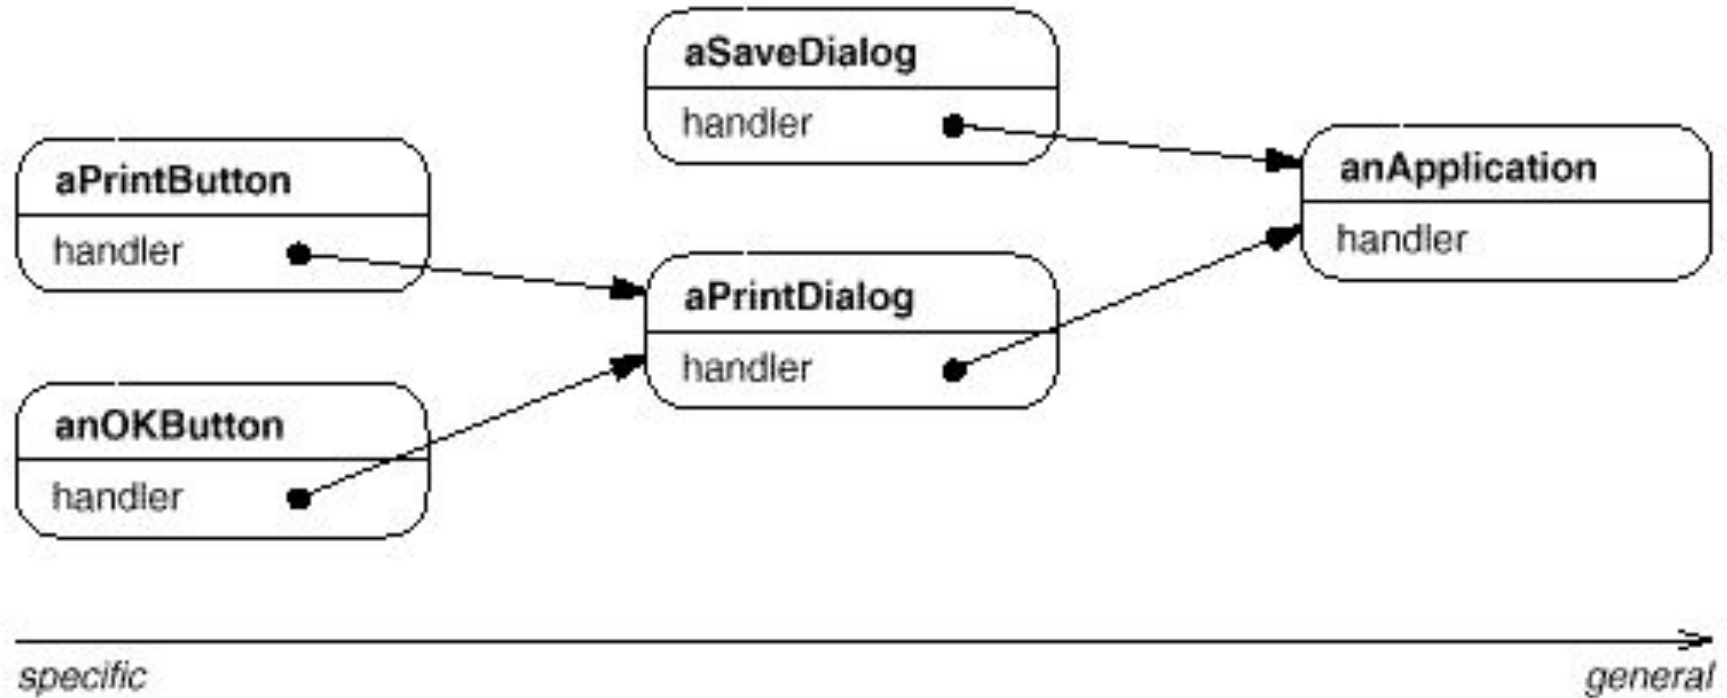 aSaveDialog
handler
aPrintButton
handler
anApplication
handler
aPrintDialog
handler
anOKButton
handler
specific
general